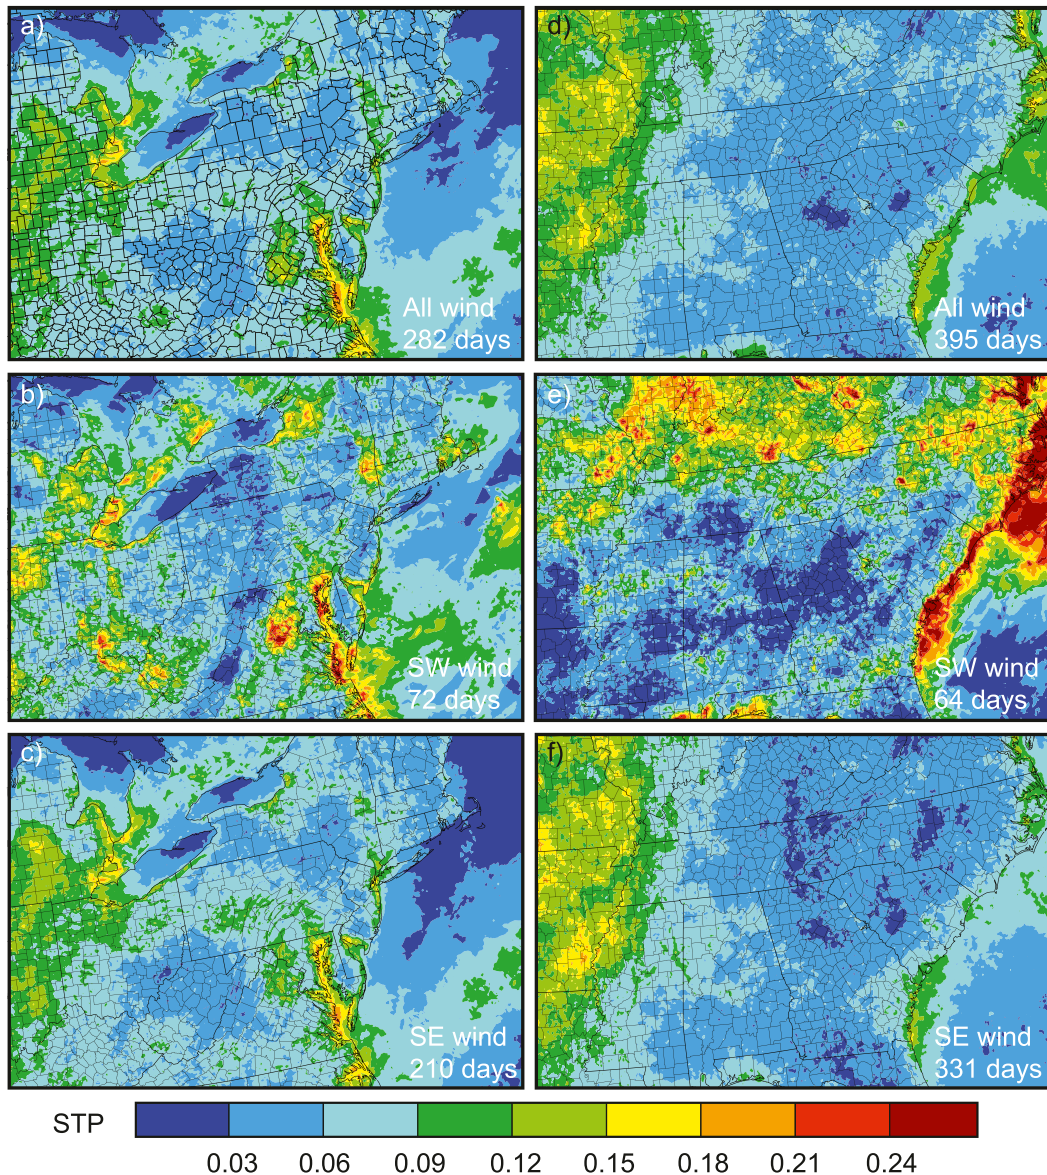 a)
All wind
282 days
d)
All wind
395 days
b)
SW wind
72 days
e)
SW wind
64 days
c)
SE wind
210 days
f)
SE wind
331 days
STP
0.03 0.06 0.09 0.12 0.15 0.18 0.21 0.24